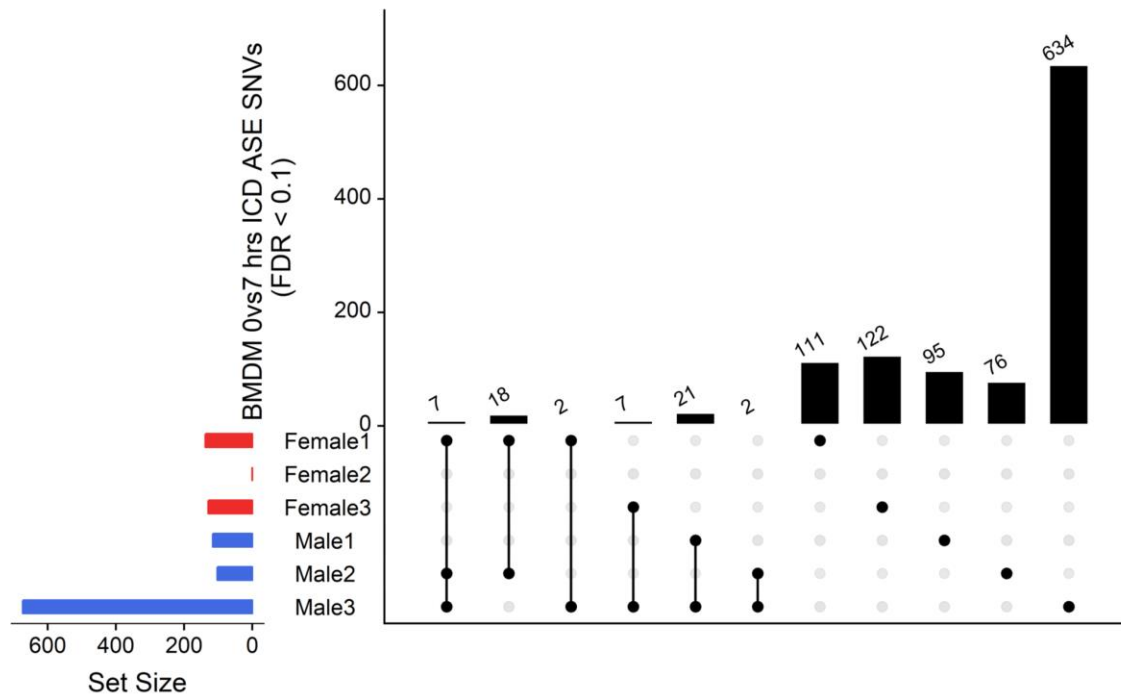 BMDM 0vs7 hrs ICD ASE SNVs
(FDR < 0.1)
600
400
200
0
7
18
2
7
21
2
111
122
95
76
634
Female1
Female2
Female3
Male1
Male2
Male3
600 400 200 0
Set Size